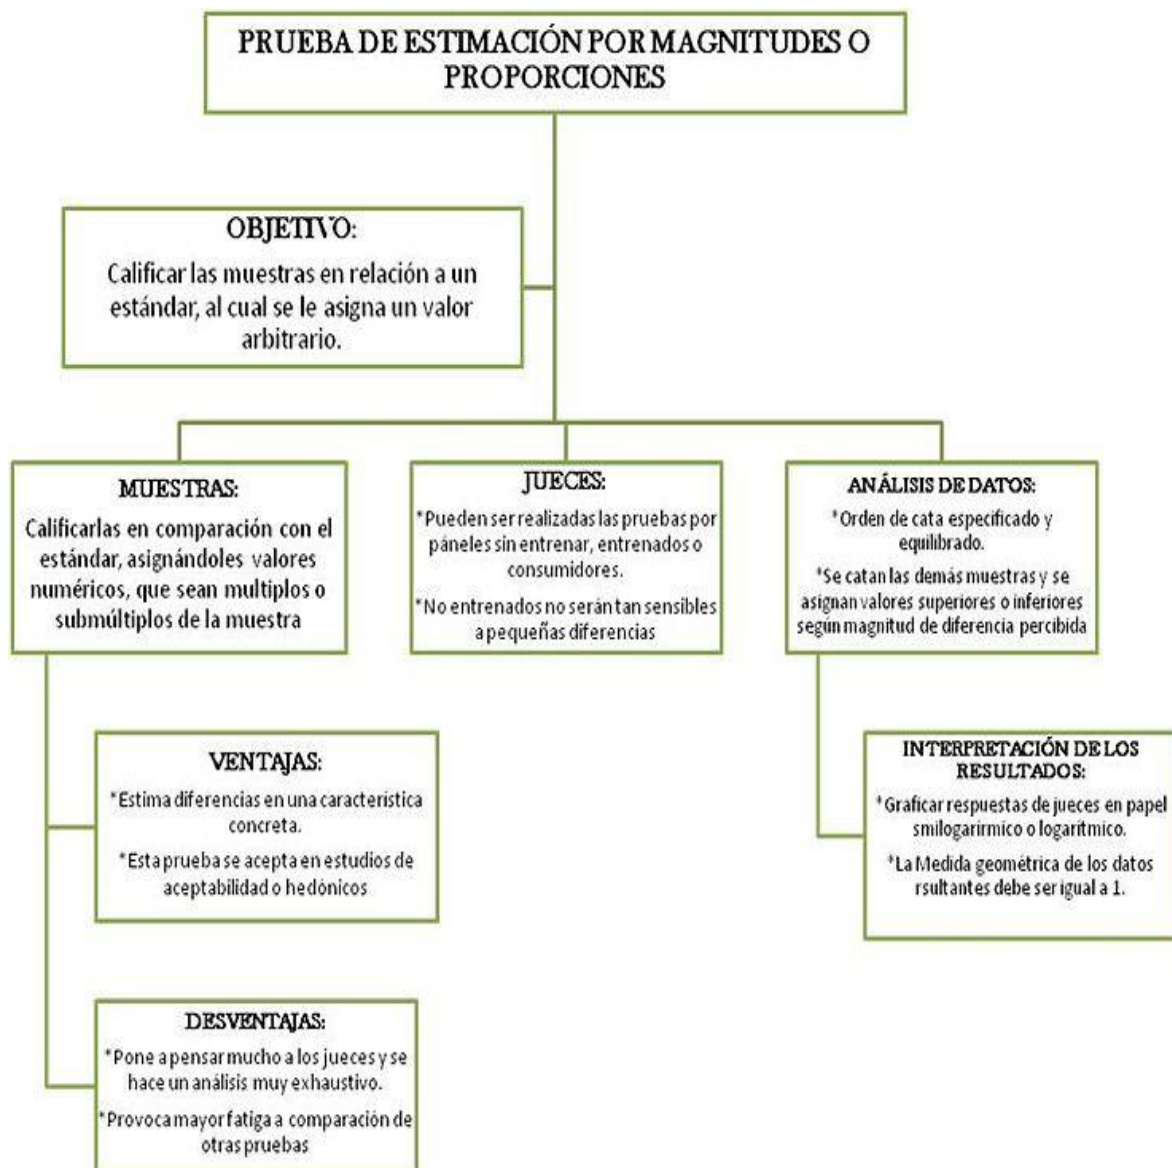 PRUEBA DE ESTIMACIÓN POR MAGNITUDES O
PROPORCIONES
OBJETIVO:
Calificar las muestras en relación a un
estándar, al cual se le asigna un valor
arbitrario.
MUESTRAS:
Calificarlas en comparación con el
estándar, asignándoles valores
numéricos, que sean multiplos o
submúltiplos de la muestra
JUECES:
*Pueden ser realizadas las pruebas por
páneles sin entrenar, entrenados o
consumidores.
*No entrenados no serán tan sensibles
a pequeñas diferencias
ANÁLISIS DE DATOS:
*Orden de cata especificado y
equilibrado.
*Se catan las demás muestras y se
asignan valores superiores o inferiores
según magnitud de diferencia percibida
VENTAJAS:
*Estima diferencias en una característica
concreta.
*Esta prueba se acepta en estudios de
aceptabilidad o hedónicos
INTERPRETACIÓN DE LOS
RESULTADOS:
*Graficar respuestas de jueces en papel
smilogarírmico o logarítmico.
*La Medida geométrica de los datos
rsultantes debe ser igual a 1.
DESVENTAJAS:
*Pone a pensar mucho a los jueces y se
hace un análisis muy exhaustivo.
*Provoca mayor fatiga a comparación de
otras pruebas